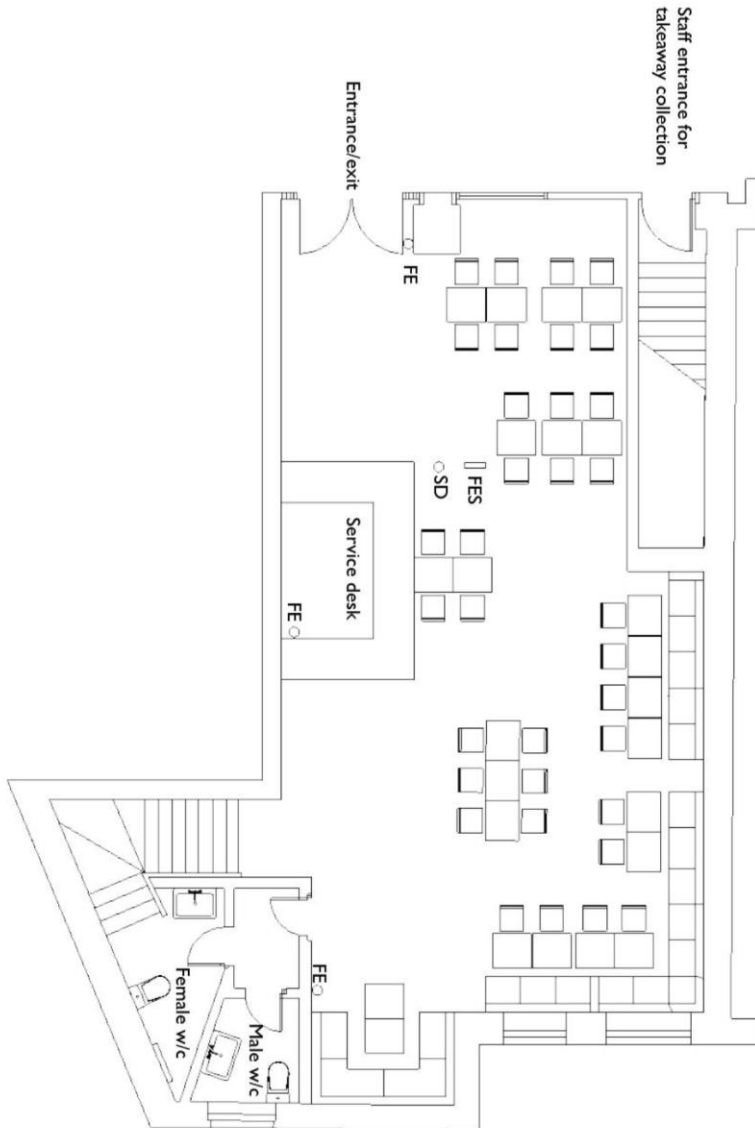 Staff entrance for
takeaway collection
Entrance/exit
FE
FES
SD
Service desk
FE
FE
Female w/c
Male w/c